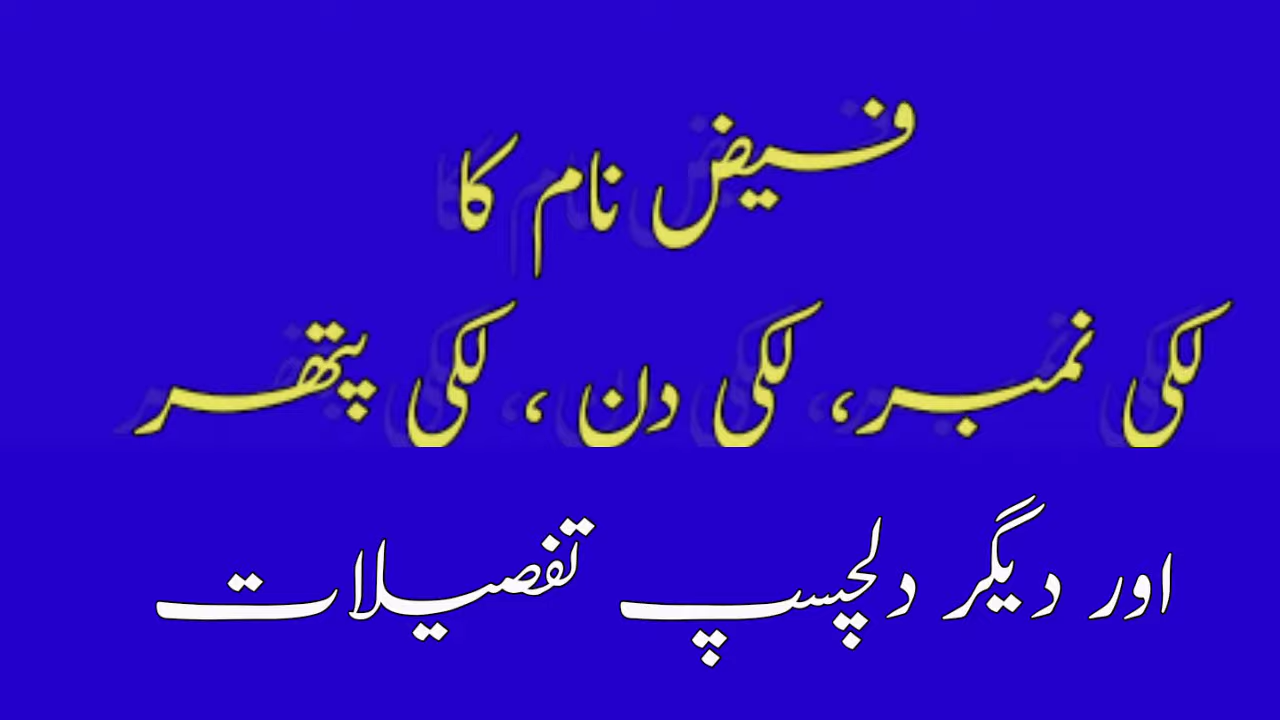 فیض نام کا
لکی نمبر، لکی دن ، لکی پتھر
اور دیگر دلچسپ تفصیلات